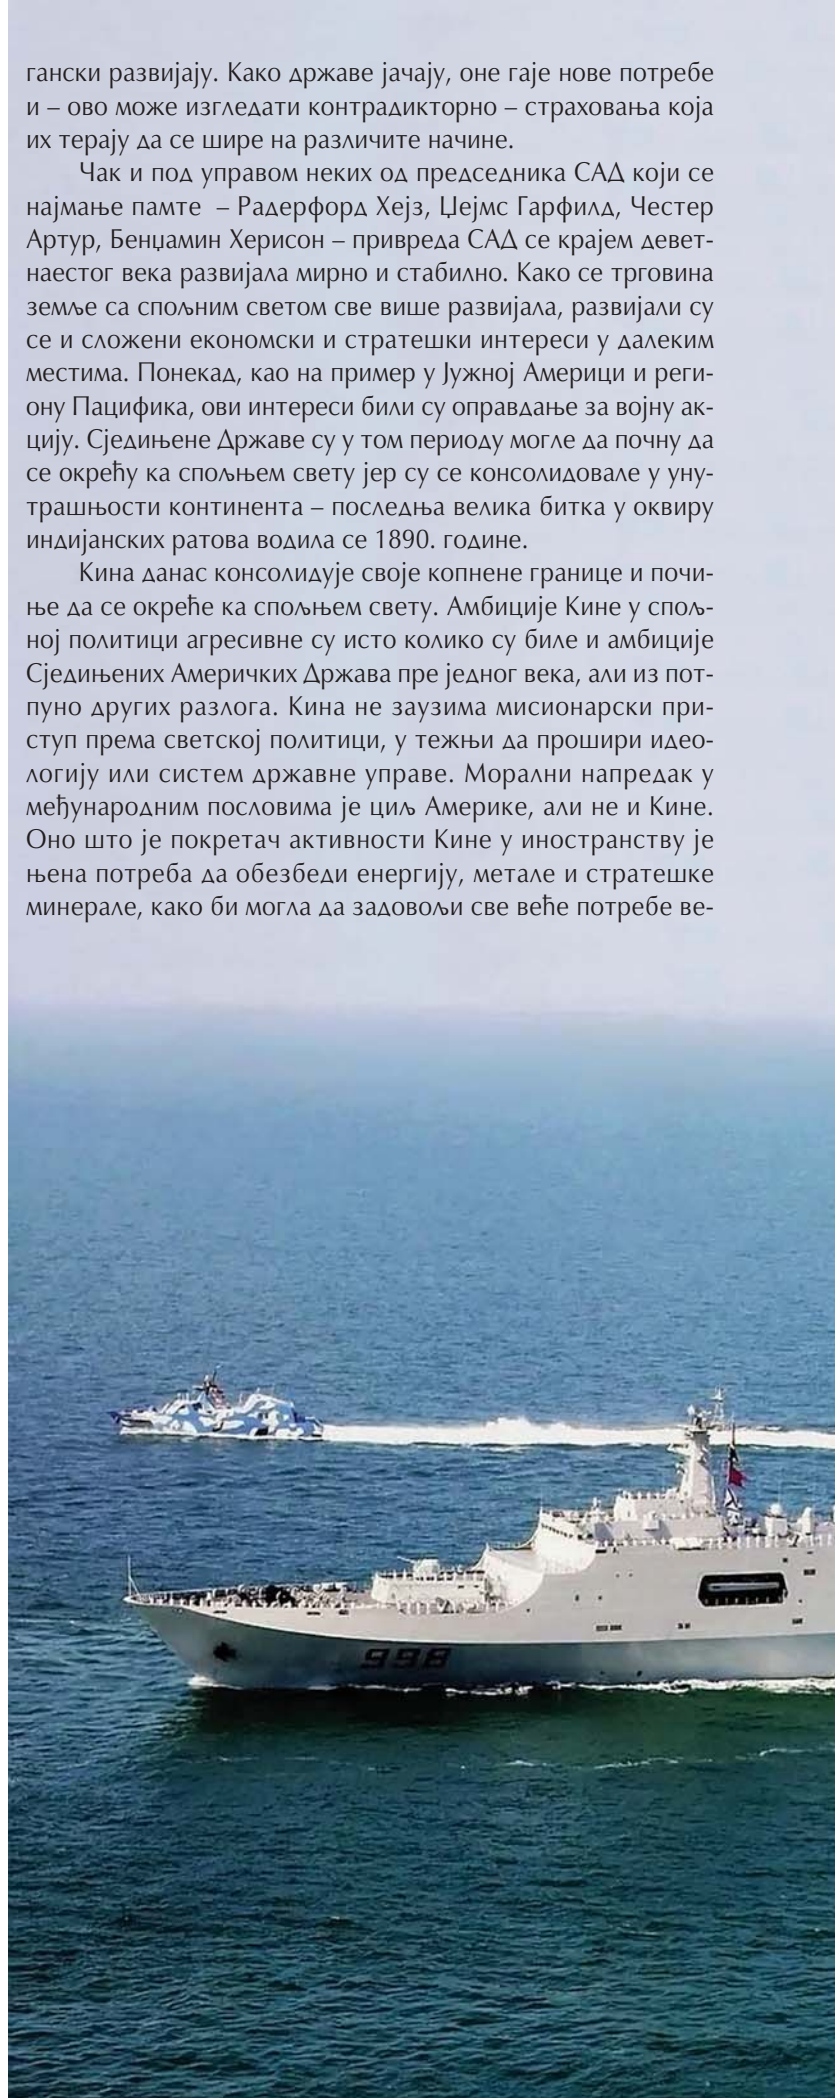 гански развијају. Како државе јачају, оне гаје нове потребе
и – ово може изгледати контрадикторно – страховања која
их терају да се шире на различите начине.
Чак и под управом неких од председника САД који се
најмање памте – Радерфорд Хејз, Џејмс Гарфилд, Честер
Артур, Бенџамин Херисон – привреда САД се крајем девет-
наестог века развијала мирно и стабилно. Како се трговина
земље са спољним светом све више развијала, развијали су
се и сложени економски и стратешки интереси у далеким
местима. Понекад, као на пример у Јужној Америци и реги-
ону Пацифика, ови интереси били су оправдање за војну ак-
цију. Сједињене Државе су у том периоду могле да почну да
се окрећу ка спољњем свету јер су се консолидовале у уну-
трашњости континента – последња велика битка у оквиру
индијанских ратова водила се 1890. године.
Кина данас консолидује своје копнене границе и почи-
ње да се окреће ка спољњем свету. Амбиције Кине у спољ-
ној политици агресивне су исто колико су биле и амбиције
Сједињених Америчких Држава пре једног века, али из пот-
пуно других разлога. Кина не заузима мисионарски при-
ступ према светској политици, у тежњи да прошири идео-
логију или систем државне управе. Морални напредак у
међународним пословима је циљ Америке, али не и Кине.
Оно што је покретач активности Кине у иностранству је
њена потреба да обезбеди енергију, метале и стратешке
минерале, како би могла да задовољи све веће потребе ве-
998